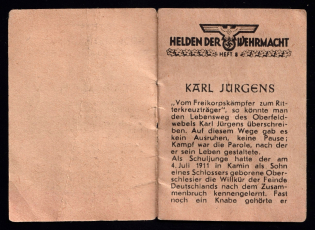 HELDEN DER WEHRMACHT
HEFT 8
KARL JÜRGENS
„Vom Freikorpskämpfer zum Rit-
terkreuzträger", so könnte man
den Lebensweg des Oberfeld-
webels Karl Jürgens überschrei-
ben. Auf diesem Wege gab es
kein Ausruhen, keine Pause;
Kampf war die Parole, nach der
er sein Leben gestaltete.
Als Schuljunge hatte der am
4. Juli 1911 in Kamin als Sohn
eines Schlossers geborene Ober-
schlesier die Willkür der Feinde
Deutschlands nach dem Zusam-
menbruch kennengelernt. Fast
noch ein Knabe gehörte er